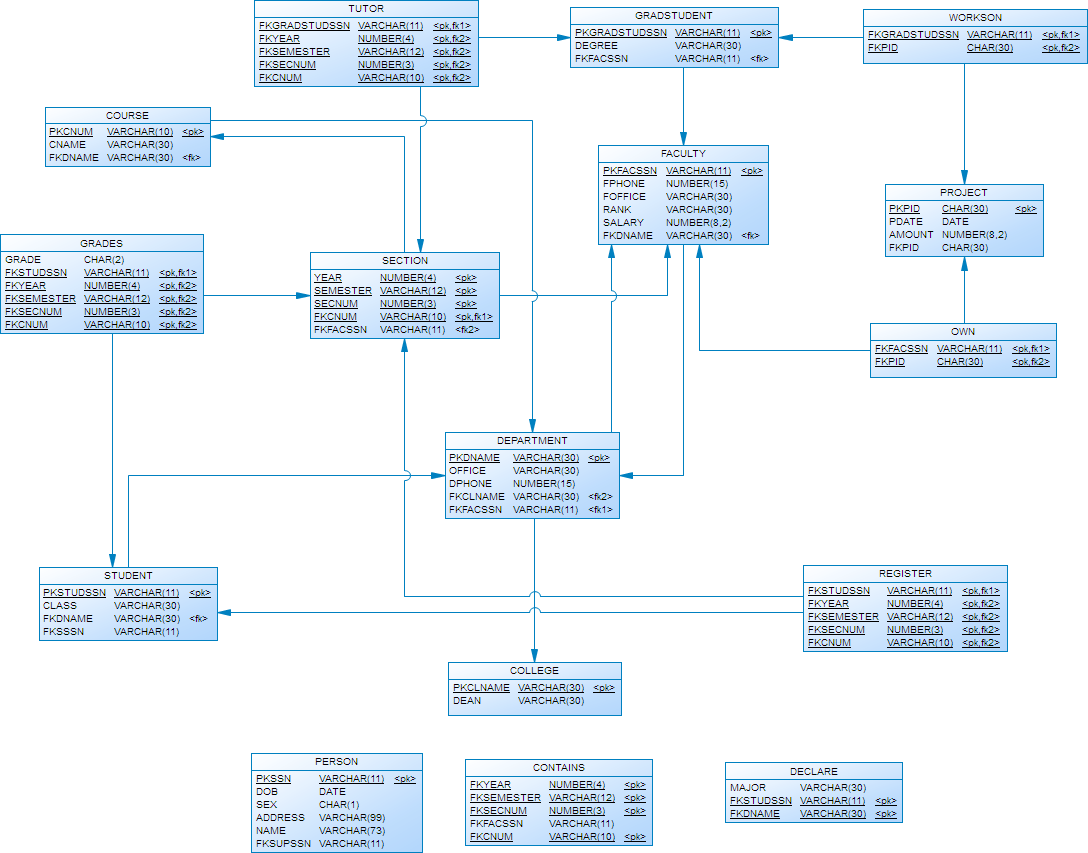 TUTOR
FKGRADSTUDSSN VARCHAR(11) <pk,fk1>
FKYEAR NUMBER(4) <pk,fk2>
FKSEMESTER VARCHAR(12) <pk,fk2>
FKSECNUM NUMBER(3) <pk,fk2>
FKCNUM VARCHAR(10) <pk,fk2>
GRADSTUDENT
PKGRADSTUDSSN VARCHAR(11) <pk>
DEGREE VARCHAR(30)
FKFACSSN VARCHAR(11) <fk>
WORKSON
FKGRADSTUDSSN VARCHAR(11) <pk,fk1>
FKPID CHAR(30) <pk,fk2>
COURSE
PKCNUM VARCHAR(10) <pk>
CNAME VARCHAR(30)
FKDNAME VARCHAR(30) <fk>
FACULTY
PKFACSSN VARCHAR(11) <pk>
FPHONE NUMBER(15)
FOFFICE VARCHAR(30)
RANK VARCHAR(30)
SALARY NUMBER(8,2)
FKDNAME VARCHAR(30) <fk>
PROJECT
PKPID CHAR(30) <pk>
PDATE DATE
AMOUNT NUMBER(8,2)
FKPID CHAR(30)
GRADES
GRADE CHAR(2)
FKSTUDSSN VARCHAR(11) <pk,fk1>
FKYEAR NUMBER(4) <pk,fk2>
FKSEMESTER VARCHAR(12) <pk,fk2>
FKSECNUM NUMBER(3) <pk,fk2>
FKCNUM VARCHAR(10) <pk,fk2>
SECTION
YEAR NUMBER(4) <pk>
SEMESTER VARCHAR(12) <pk>
SECNUM NUMBER(3) <pk>
FKCNUM VARCHAR(10) <pk,fk1>
FKFACSSN VARCHAR(11) <fk2>
OWN
FKFACSSN VARCHAR(11) <pk,fk1>
FKPID CHAR(30) <pk,fk2>
DEPARTMENT
PKDNAME VARCHAR(30) <pk>
OFFICE VARCHAR(30)
DPHONE NUMBER(15)
FKCLNAME VARCHAR(30) <fk2>
FKFACSSN VARCHAR(11) <fk1>
STUDENT
PKSTUDSSN VARCHAR(11) <pk>
CLASS VARCHAR(30)
FKDNAME VARCHAR(30) <fk>
FKSSSN VARCHAR(11)
REGISTER
FKSTUDSSN VARCHAR(11) <pk,fk1>
FKYEAR NUMBER(4) <pk,fk2>
FKSEMESTER VARCHAR(12) <pk,fk2>
FKSECNUM NUMBER(3) <pk,fk2>
FKCNUM VARCHAR(10) <pk,fk2>
COLLEGE
PKCLNAME VARCHAR(30) <pk>
DEAN VARCHAR(30)
PERSON
PKSSN VARCHAR(11) <pk>
DOB DATE
SEX CHAR(1)
ADDRESS VARCHAR(99)
NAME VARCHAR(73)
FKSUPSSN VARCHAR(11)
CONTAINS
FKYEAR NUMBER(4) <pk>
FKSEMESTER VARCHAR(12) <pk>
FKSECNUM NUMBER(3) <pk>
FKFACSSN VARCHAR(11)
FKCNUM VARCHAR(10) <pk>
DECLARE
MAJOR VARCHAR(30)
FKSTUDSSN VARCHAR(11) <pk>
FKDNAME VARCHAR(30) <pk>